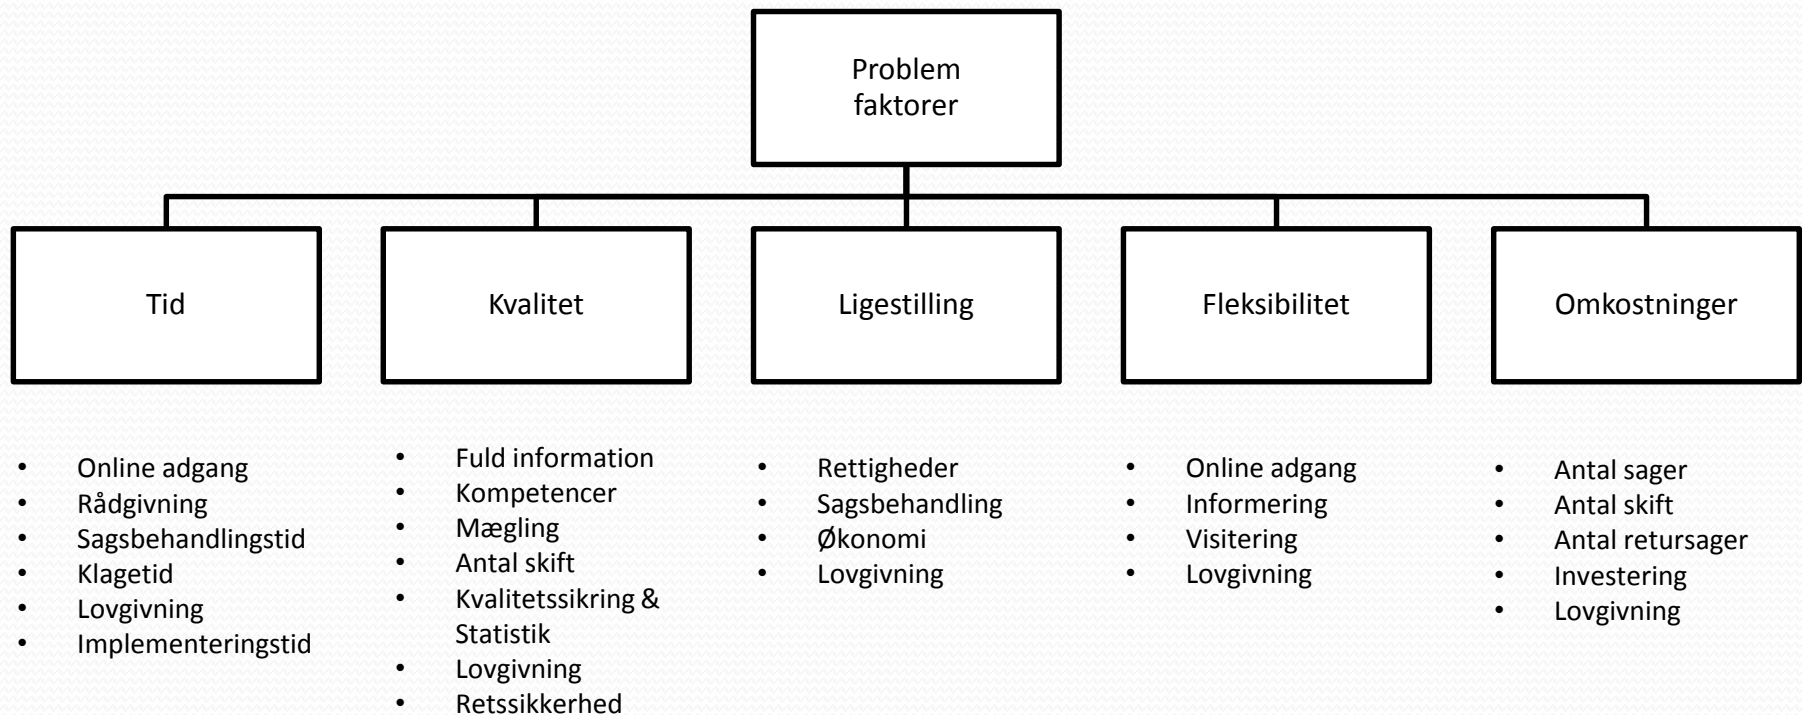 Problem
faktorer
Tid
Kvalitet
Ligestilling
Fleksibilitet
Omkostninger
• Online adgang
• Rådgivning
• Sagsbehandlingstid
• Klagetid
• Lovgivning
• Implementeringstid
• Fuld information
• Kompetencer
• Mægling
• Antal skift
• Kvalitetssikring &
Statistik
• Lovgivning
• Retssikkerhed
• Rettigheder
• Sagsbehandling
• Økonomi
• Lovgivning
• Online adgang
• Informering
• Visitering
• Lovgivning
• Antal sager
• Antal skift
• Antal retursager
• Investering
• Lovgivning